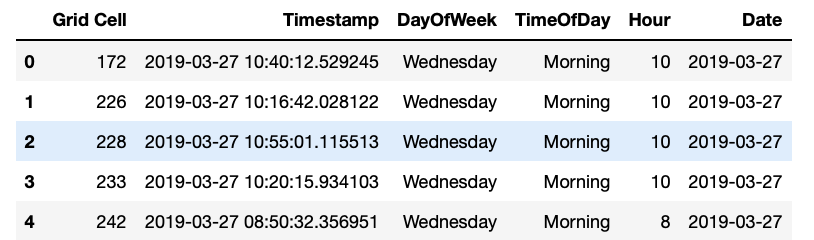 Grid Cell Timestamp DayOfWeek TimeOfDay Hour Date
0 172 2019-03-27 10:40:12.529245 Wednesday Morning 10 2019-03-27
1 226 2019-03-27 10:16:42.028122 Wednesday Morning 10 2019-03-27
2 228 2019-03-27 10:55:01.115513 Wednesday Morning 10 2019-03-27
3 233 2019-03-27 10:20:15.934103 Wednesday Morning 10 2019-03-27
4 242 2019-03-27 08:50:32.356951 Wednesday Morning 8 2019-03-27